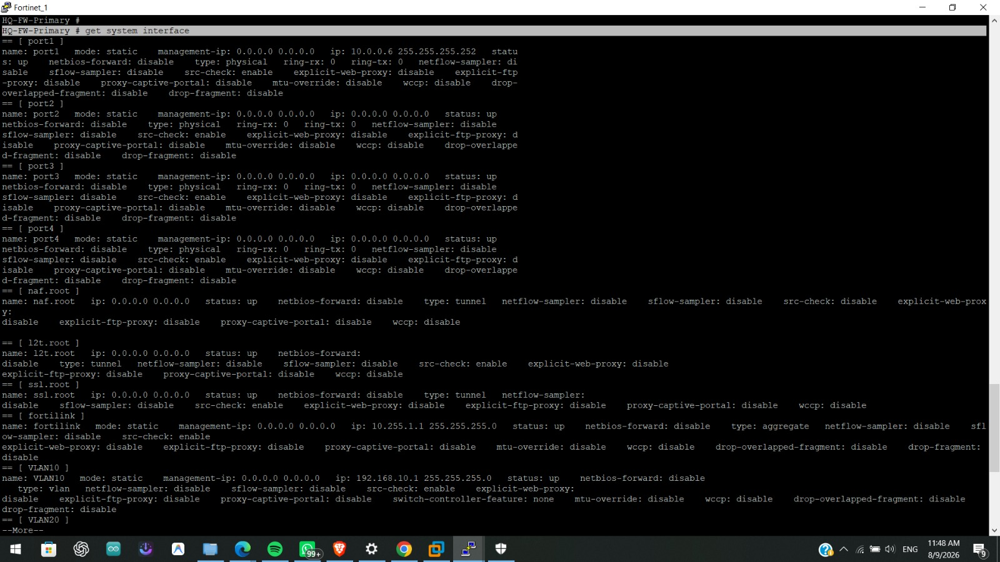 Fortinet_1
HQ-FW-Primary #
HQ-FW-Primary # get system interface
== [ port1 ]
name: port1   mode: static    management-ip: 0.0.0.0 0.0.0.0   ip: 10.0.0.6 255.255.255.252   statu
s: up    netbios-forward: disable    type: physical   ring-rx: 0   ring-tx: 0   netflow-sampler: di
sable    sflow-sampler: disable    src-check: enable    explicit-web-proxy: disable    explicit-ftp
-proxy: disable    proxy-captive-portal: disable    mtu-override: disable    wccp: disable    drop-
overlapped-fragment: disable    drop-fragment: disable
== [ port2 ]
name: port2   mode: static    management-ip: 0.0.0.0 0.0.0.0   ip: 0.0.0.0 0.0.0.0   status: up
netbios-forward: disable    type: physical   ring-rx: 0   ring-tx: 0   netflow-sampler: disable
sflow-sampler: disable    src-check: enable    explicit-web-proxy: disable    explicit-ftp-proxy: d
isable    proxy-captive-portal: disable    mtu-override: disable    wccp: disable    drop-overlappe
d-fragment: disable    drop-fragment: disable
== [ port3 ]
name: port3   mode: static    management-ip: 0.0.0.0 0.0.0.0   ip: 0.0.0.0 0.0.0.0   status: up
netbios-forward: disable    type: physical   ring-rx: 0   ring-tx: 0   netflow-sampler: disable
sflow-sampler: disable    src-check: enable    explicit-web-proxy: disable    explicit-ftp-proxy: d
isable    proxy-captive-portal: disable    mtu-override: disable    wccp: disable    drop-overlappe
d-fragment: disable    drop-fragment: disable
== [ port4 ]
name: port4   mode: static    management-ip: 0.0.0.0 0.0.0.0   ip: 0.0.0.0 0.0.0.0   status: up
netbios-forward: disable    type: physical   ring-rx: 0   ring-tx: 0   netflow-sampler: disable
sflow-sampler: disable    src-check: enable    explicit-web-proxy: disable    explicit-ftp-proxy: d
isable    proxy-captive-portal: disable    mtu-override: disable    wccp: disable    drop-overlappe
d-fragment: disable    drop-fragment: disable
== [ naf.root ]
name: naf.root   ip: 0.0.0.0 0.0.0.0   status: up    netbios-forward: disable    type: tunnel   netflow-sampler: disable    sflow-sampler: disable    src-check: disable    explicit-web-prox
y:
disable    explicit-ftp-proxy: disable    proxy-captive-portal: disable    wccp: disable
== [ l2t.root ]
name: l2t.root   ip: 0.0.0.0 0.0.0.0   status: up    netbios-forward:
disable    type: tunnel   netflow-sampler: disable    sflow-sampler: disable    src-check: enable    explicit-web-proxy: disable
explicit-ftp-proxy: disable    proxy-captive-portal: disable    wccp: disable
== [ ssl.root ]
name: ssl.root   ip: 0.0.0.0 0.0.0.0   status: up    netbios-forward: disable    type: tunnel   netflow-sampler:
disable    sflow-sampler: disable    src-check: enable    explicit-web-proxy: disable    explicit-ftp-proxy: disable    proxy-captive-portal: disable    wccp: disable
== [ fortilink ]
name: fortilink   mode: static    management-ip: 0.0.0.0 0.0.0.0   ip: 10.255.1.1 255.255.255.0   status: up    netbios-forward: disable    type: aggregate   netflow-sampler: disable    sfl
ow-sampler: disable    src-check: enable
explicit-web-proxy: disable    explicit-ftp-proxy: disable    proxy-captive-portal: disable    mtu-override: disable    wccp: disable    drop-overlapped-fragment: disable    drop-fragment:
disable
== [ VLAN10 ]
name: VLAN10   mode: static    management-ip: 0.0.0.0 0.0.0.0   ip: 192.168.10.1 255.255.255.0   status: up    netbios-forward: disable
type: vlan   netflow-sampler: disable    sflow-sampler: disable    src-check: enable    explicit-web-proxy:
disable    explicit-ftp-proxy: disable    proxy-captive-portal: disable    switch-controller-feature: none    mtu-override: disable    wccp: disable    drop-overlapped-fragment: disable
drop-fragment: disable
== [ VLAN20 ]
--More--
99+
ENG
11:48 AM
8/9/2026
9